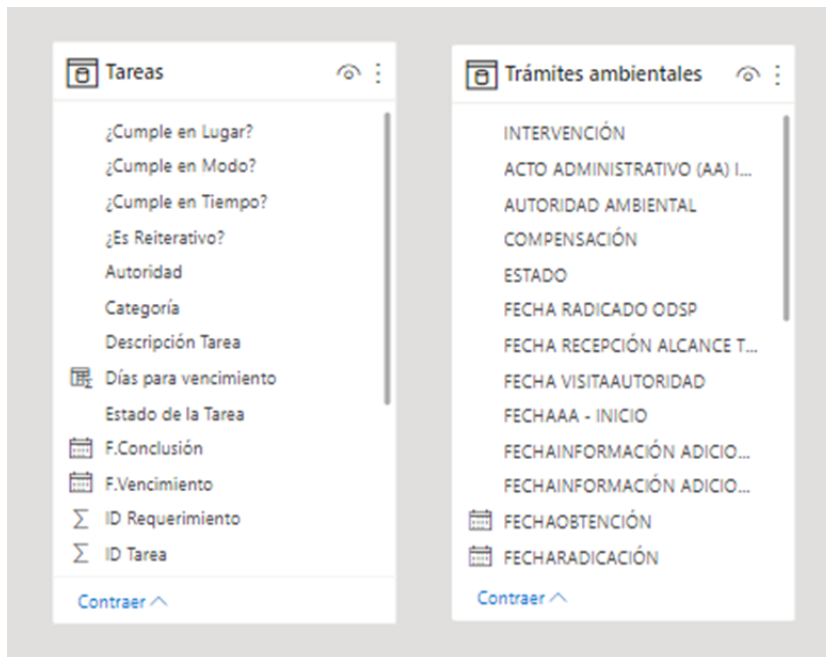 Tareas
¿Cumple en Lugar?
¿Cumple en Modo?
¿Cumple en Tiempo?
¿Es Reiterativo?
Autoridad
Categoría
Descripción Tarea
Días para vencimiento
Estado de la Tarea
F.Conclusión
F.Vencimiento
ID Requerimiento
ID Tarea
Contraer
Trámites ambientales
INTERVENCIÓN
ACTO ADMINISTRATIVO (AA) I...
AUTORIDAD AMBIENTAL
COMPENSACIÓN
ESTADO
FECHA RADICADO ODSP
FECHA RECEPCIÓN ALCANCE T...
FECHA VISITAAUTORIDAD
FECHAAA - INICIO
FECHAINFORMACIÓN ADICIO...
FECHAINFORMACIÓN ADICIO...
FECHAOBTENCIÓN
FECHARADICACIÓN
Contraer